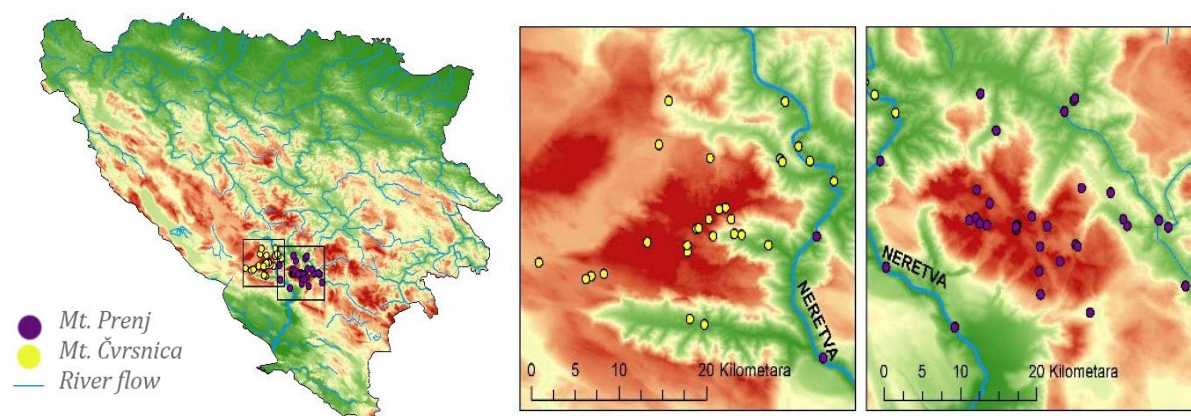 Mt. Prenj
Mt. Čvrsnica
River flow
NERETVA
0 5 10 20 Kilometara
NERETVA
0 5 10 20 Kilometara